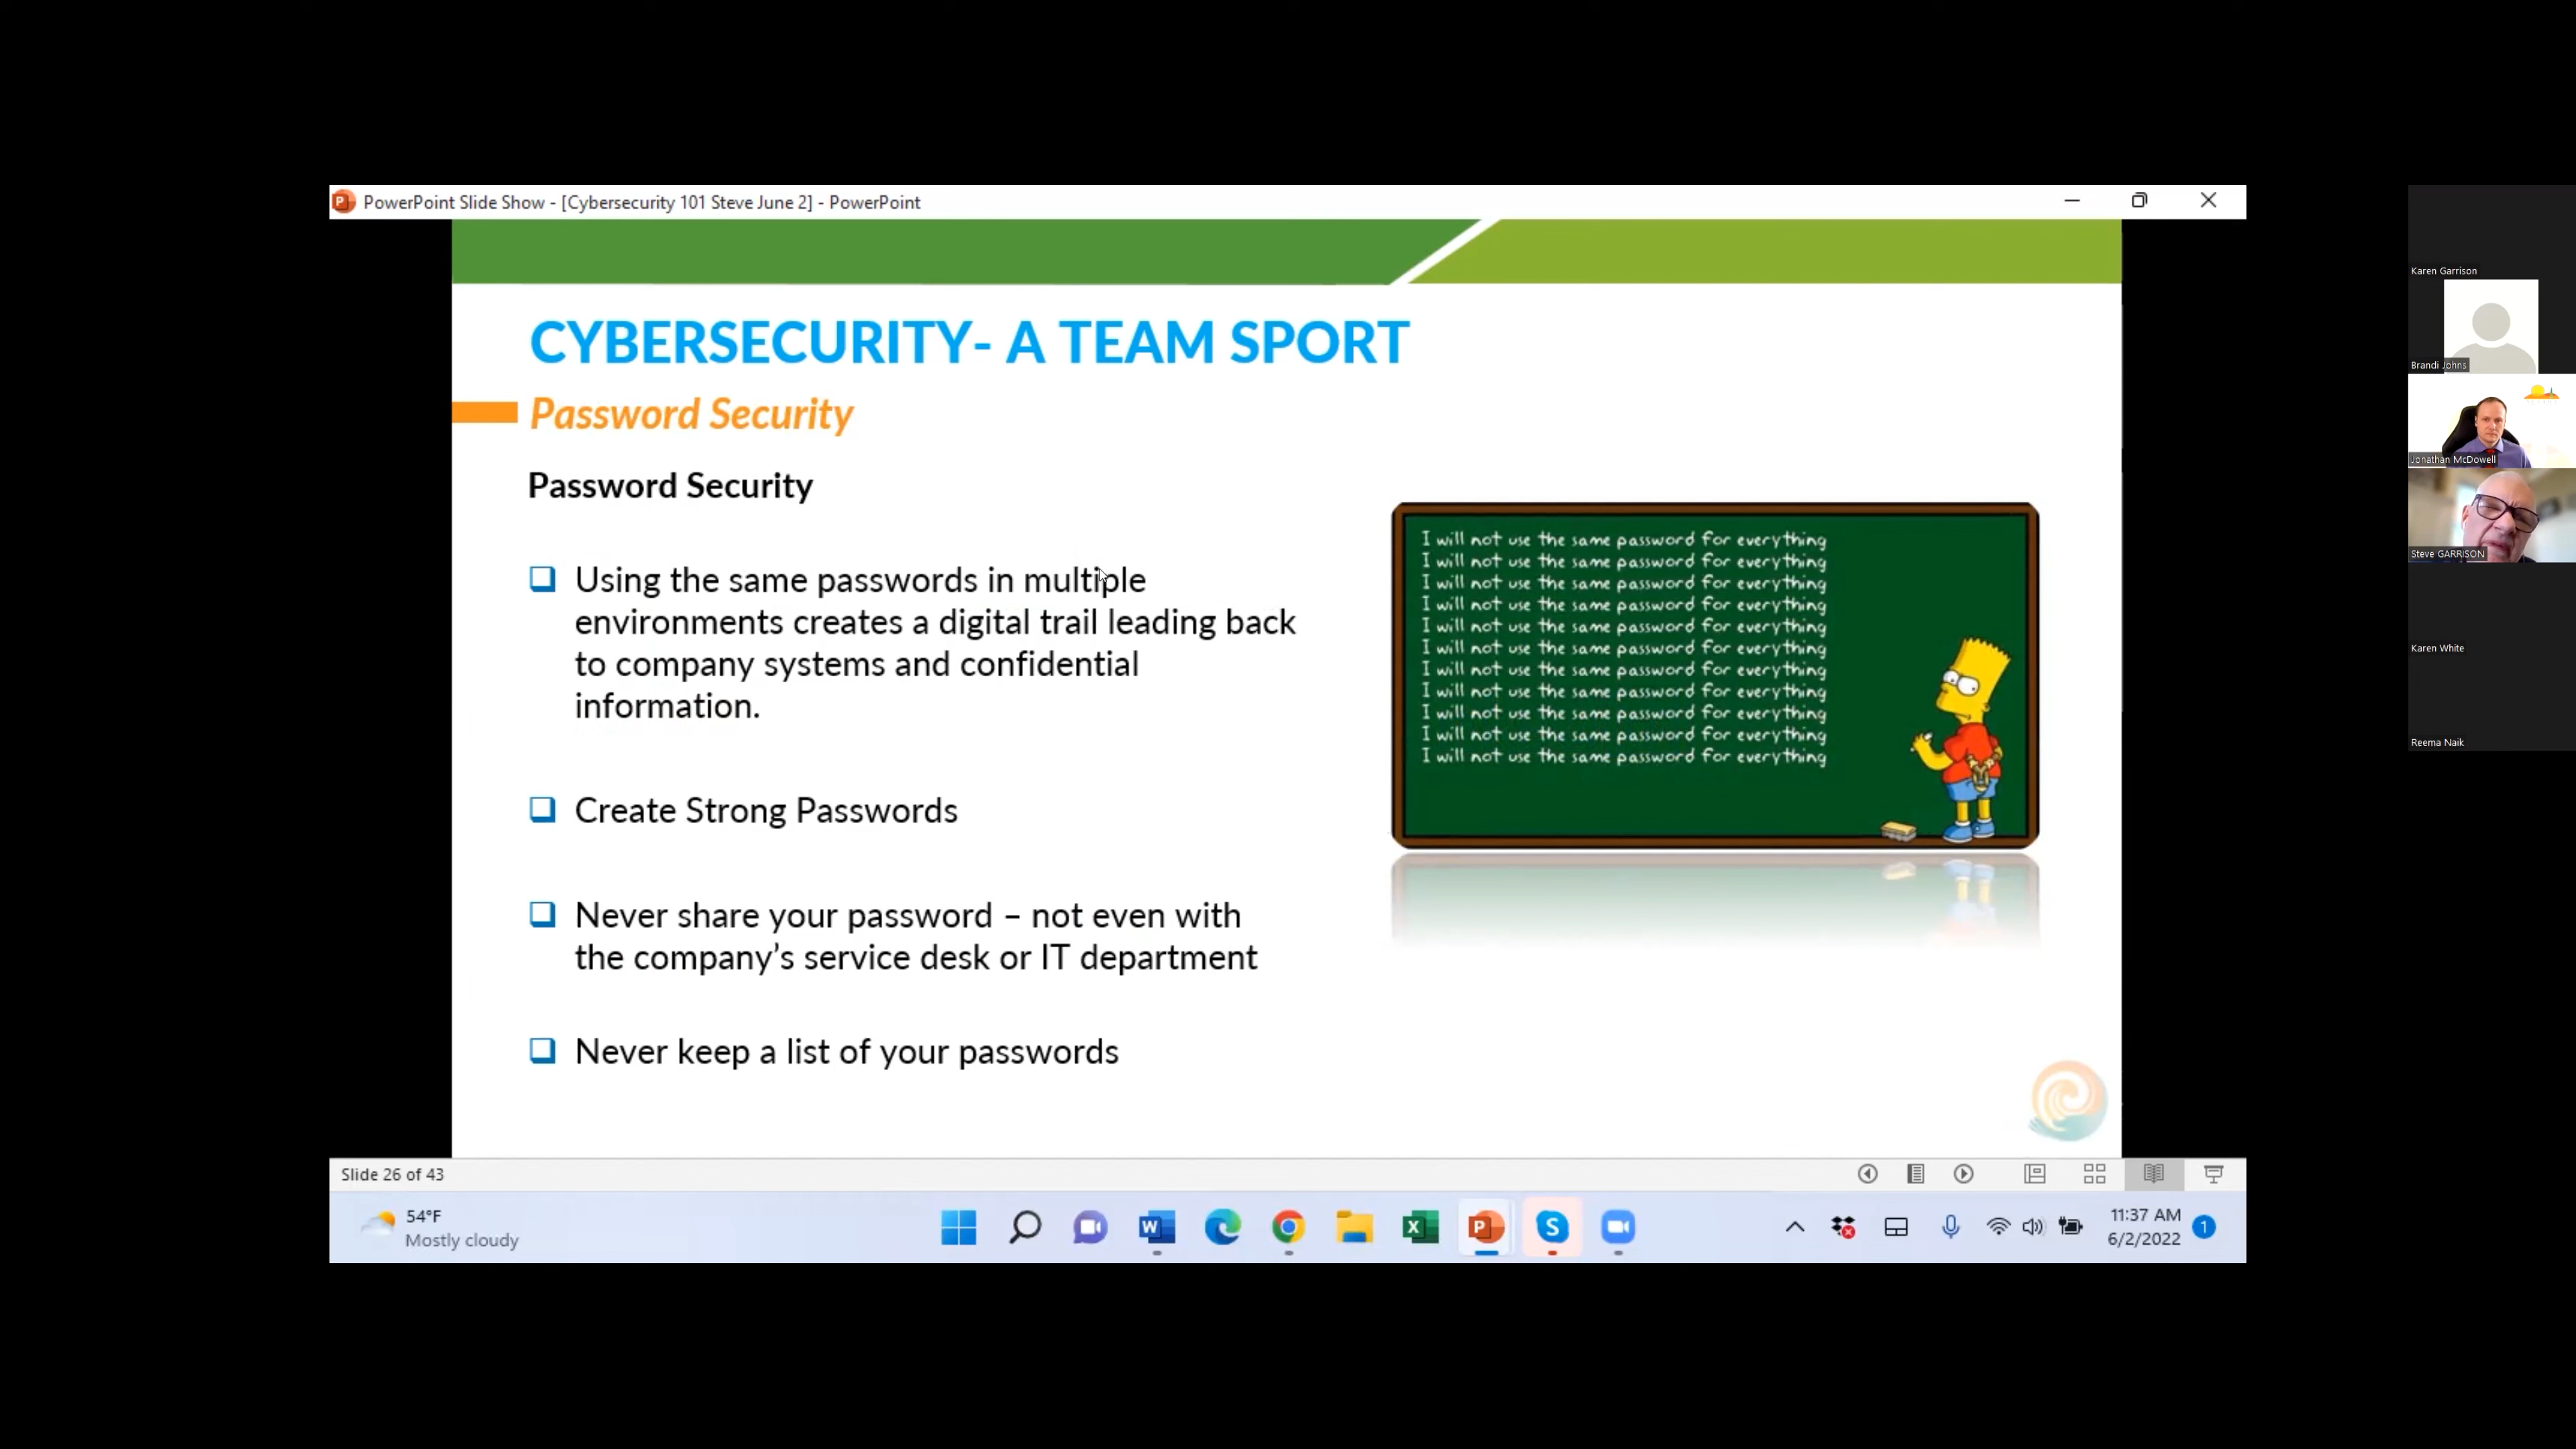 PowerPoint Slide Show - [Cybersecurity 101 Steve June 2] - PowerPoint
CYBERSECURITY- A TEAM SPORT
Password Security
Password Security
Using the same passwords in multiple
environments creates a digital trail leading back
to company systems and confidential
information.
Create Strong Passwords
Never share your password – not even with
the company's service desk or IT department
Never keep a list of your passwords
I will not use the same password for everything
I will not use the same password for everything
I will not use the same password for everything
I will not use the same password for everything
I will not use the same password for everything
I will not use the same password for everything
I will not use the same password for everything
I will not use the same password for everything
I will not use the same password for everything
I will not use the same password for everything
I will not use the same password for everything
Slide 26 of 43
54°F
Mostly cloudy
11:37 AM
6/2/2022
1
Karen Garrison
Brandi Johns
Jonathan McDowell
Steve GARRISON
Karen White
Reema Naik